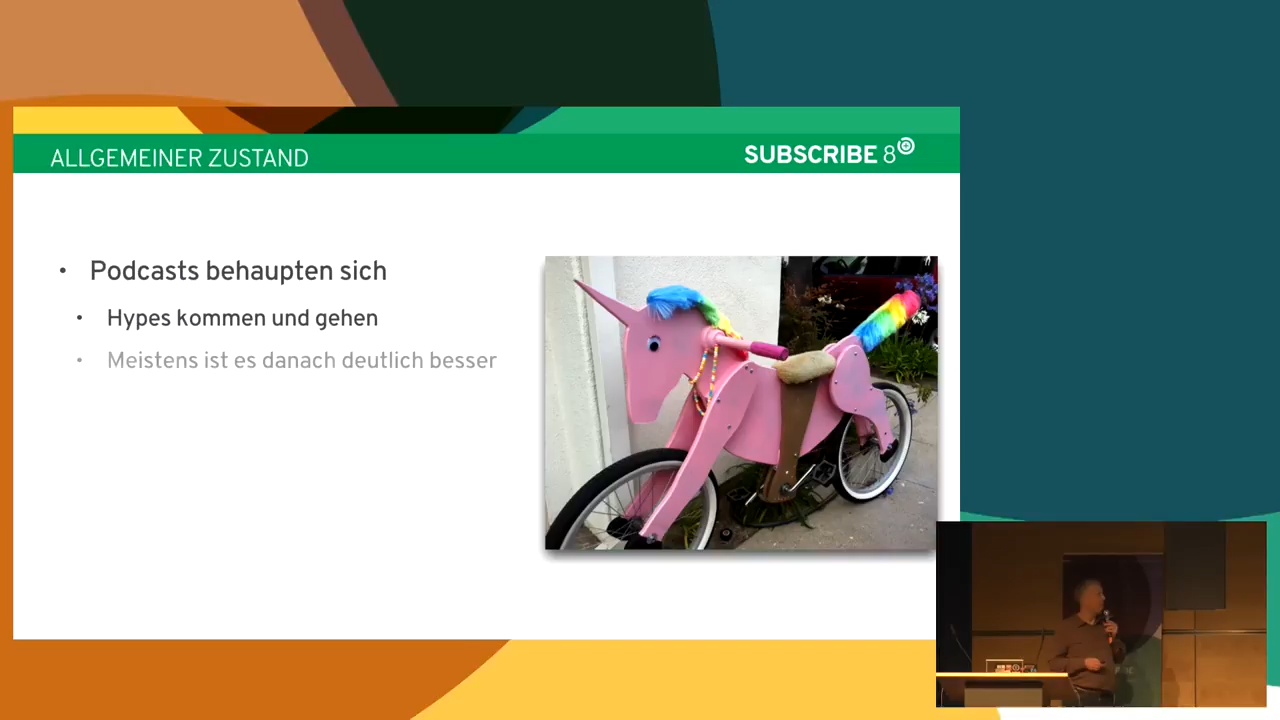 ALLGEMEINER ZUSTAND
SUBSCRIBE 8
• Podcasts behaupten sich
• Hypes kommen und gehen
• Meistens ist es danach deutlich besser